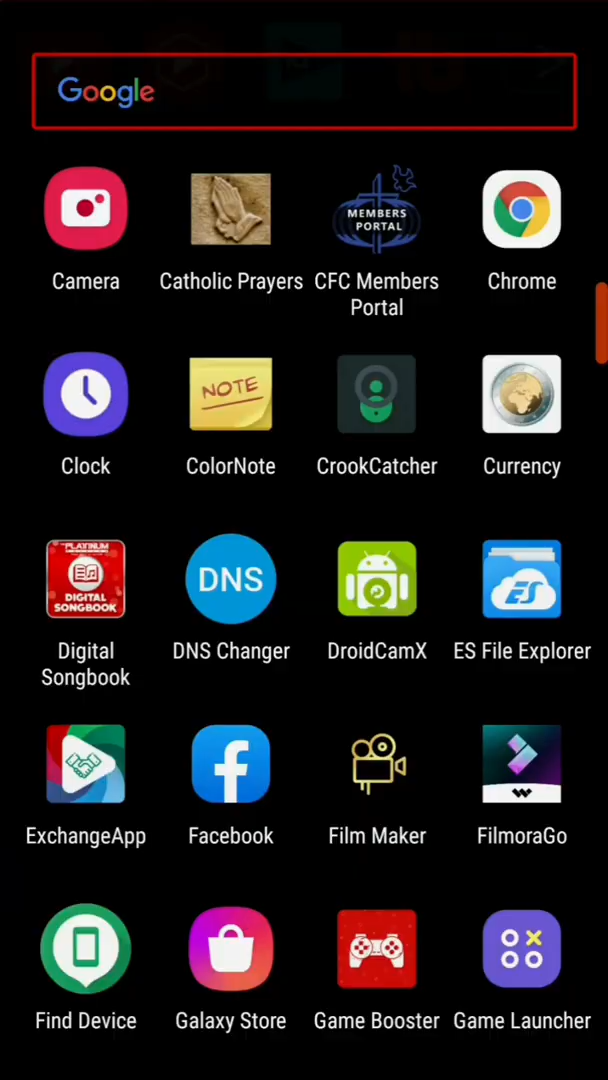 Google
MEMBERS
PORTAL
Camera
Catholic Prayers
CFC Members
Portal
Chrome
NOTE
Clock
ColorNote
CrookCatcher
Currency
PLATINUM
DIGITAL
SONGBOOK
DNS
ES
Digital
Songbook
DNS Changer
DroidCamX
ES File Explorer
ExchangeApp
Facebook
Film Maker
FilmoraGo
Find Device
Galaxy Store
Game Booster
Game Launcher